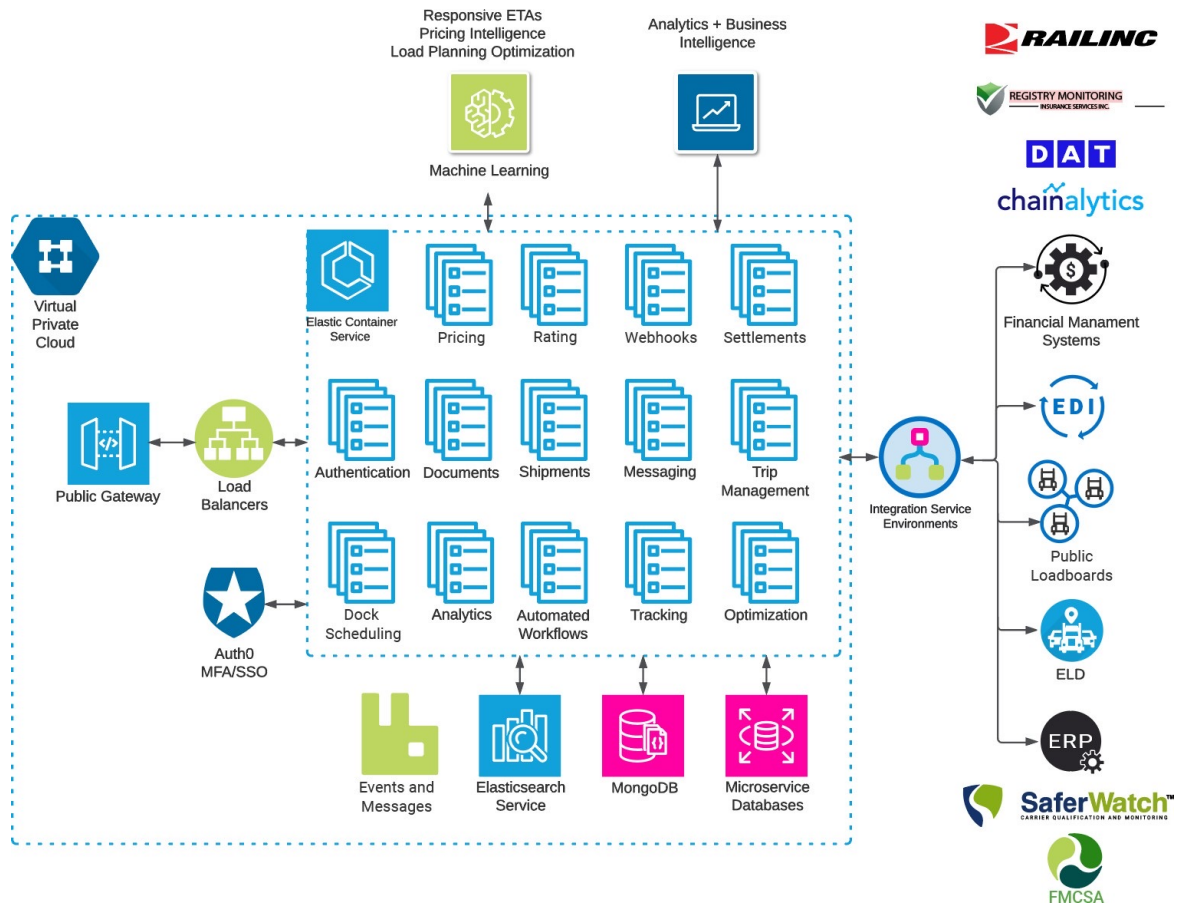 Responsive ETAs
Pricing Intelligence
Load Planning Optimization
Machine Learning
Analytics + Business
Intelligence
RAILINC
REGISTRY MONITORING
INSURANCE SERVICES INC.
DAT
chainalytics
Virtual
Private
Cloud
Elastic Container
Service
Pricing
Rating
Webhooks
Settlements
Financial Manament
Systems
EDI
Public Gateway
</>
Load
Balancers
Authentication
Documents
Shipments
Messaging
Trip
Management
Integration Service
Environments
Public
Loadboards
Auth0
MFA/SSO
Dock
Scheduling
Analytics
Automated
Workflows
Tracking
Optimization
ELD
Events and
Messages
Elasticsearch
Service
MongoDB
Microservice
Databases
ERP
SaferWatch™
CARRIER QUALIFICATION AND MONITORING
FMCSA